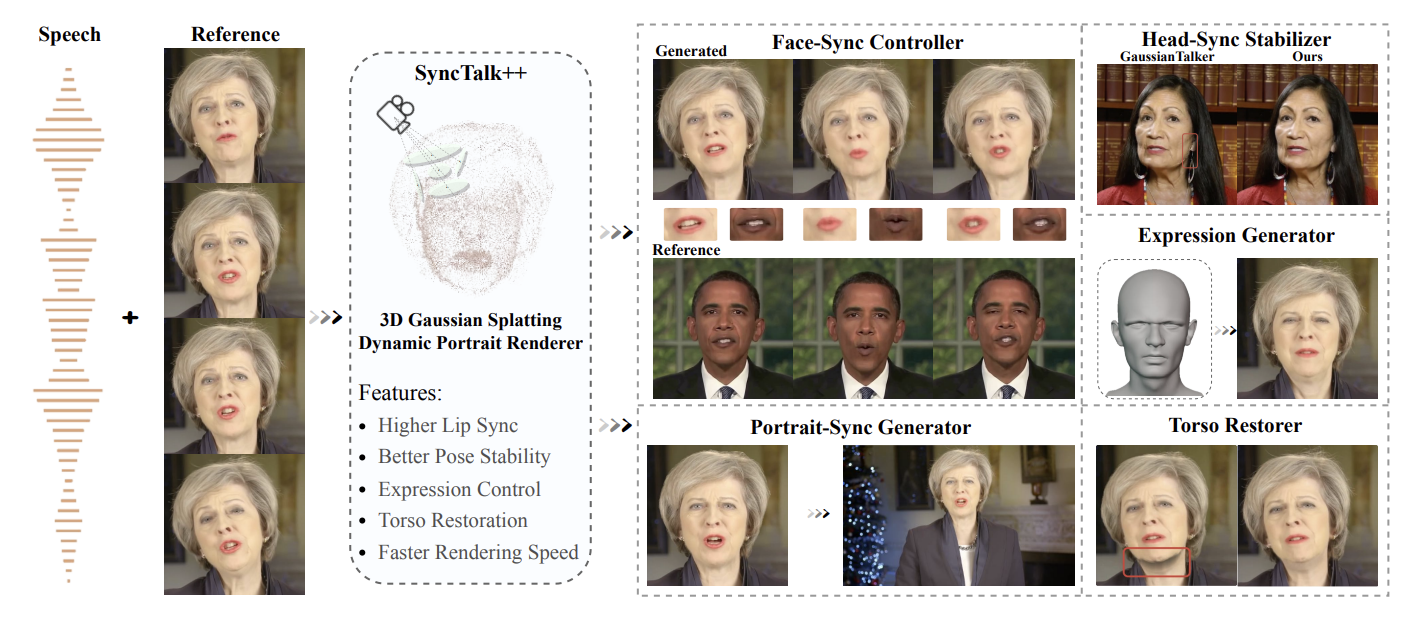 Speech
Reference
SyncTalk++
3D Gaussian Splatting
Dynamic Portrait Renderer
Features:
• Higher Lip Sync
• Better Pose Stability
• Expression Control
• Torso Restoration
• Faster Rendering Speed
Face-Sync Controller
Generated
Reference
Portrait-Sync Generator
Head-Sync Stabilizer
GaussianTalker
Ours
Expression Generator
Torso Restorer